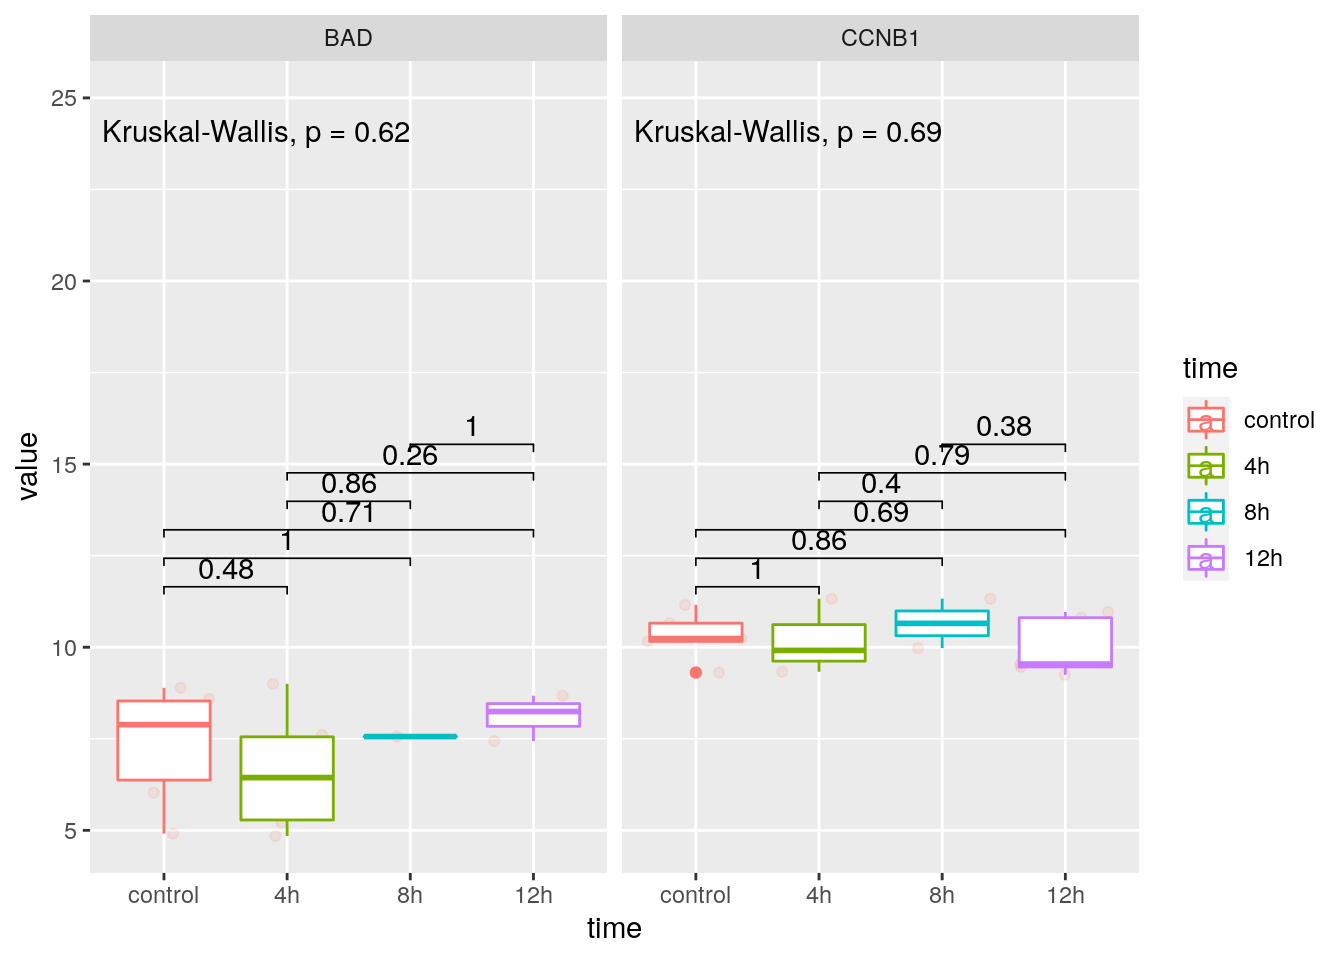 BAD
CCNB1
25
20
15
10
5
value
Kruskal-Wallis, p = 0.62
1
0.26
0.86
0.71
1
0.48
control 4h 8h 12h
Kruskal-Wallis, p = 0.69
0.38
0.79
0.4
0.69
0.86
1
control 4h 8h 12h
time
time
a control
a 4h
a 8h
a 12h